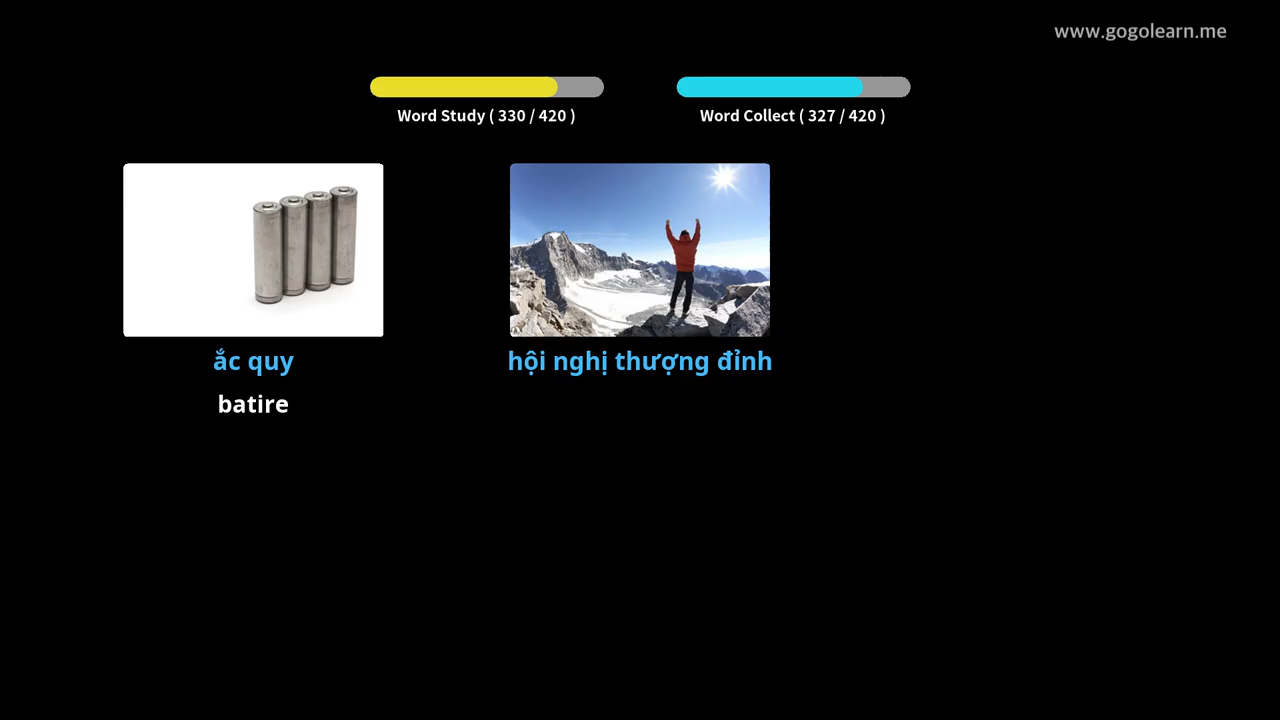 www.gogolearn.me
Word Study ( 330 / 420 )
Word Collect ( 327 / 420 )
ắc quy
hội nghị thượng đỉnh
batire